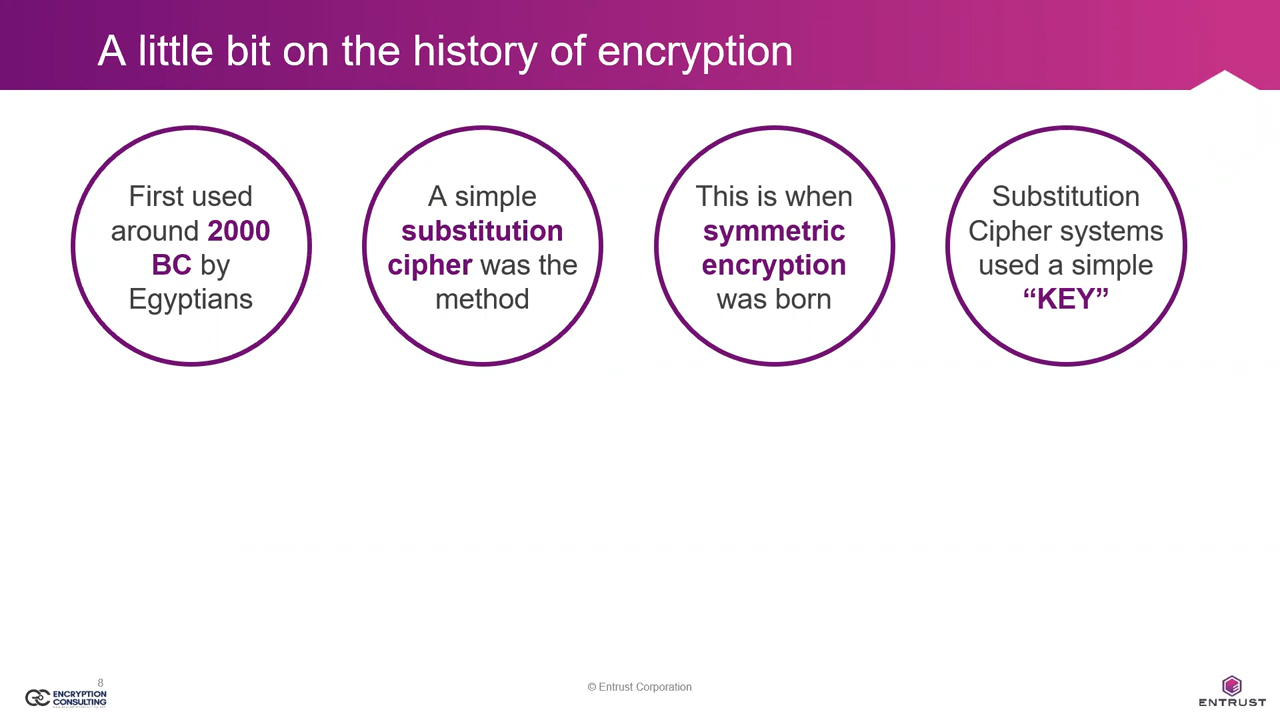 A little bit on the history of encryption
First used
around 2000
BC by
Egyptians
A simple
substitution
cipher was the
method
This is when
symmetric
encryption
was born
Substitution
Cipher systems
used a simple
“KEY”
8
ENCRYPTION
CONSULTING
© Entrust Corporation
ENTRUST